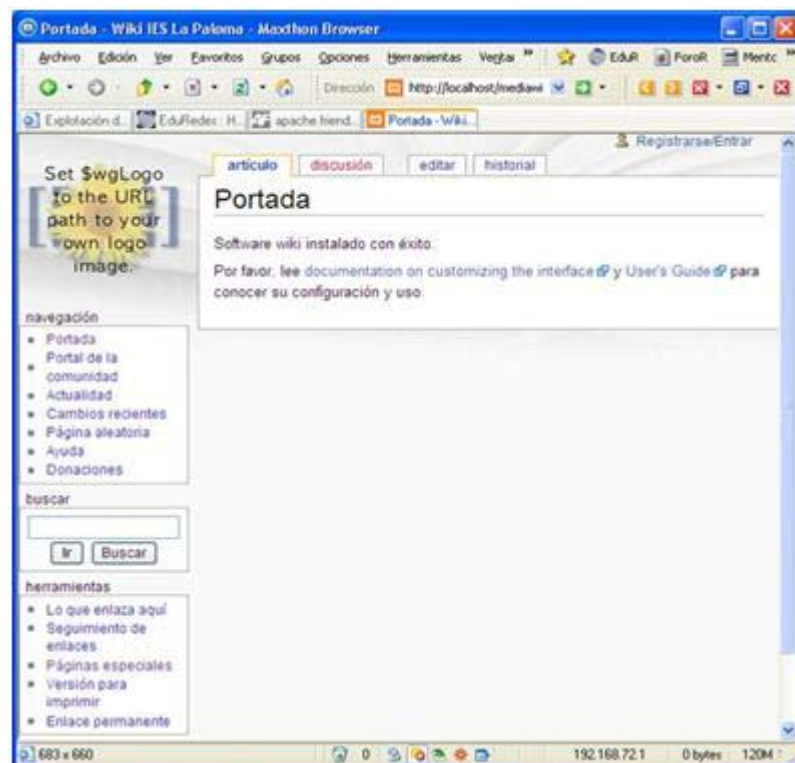 Portada - Wiki IES La Paloma - Maxthon Browser
Archivo Edición Ver Favoritos Grupos Opciones Herramientas Ventas » EduR ForoR Mentc »
Dirección http://localhost/mediawi
Explotación d... EduRedes : H... apache friend... Portada - Wiki...
Registrarse/Entrar
artículo discusión editar historial
Set $wgLogo
to the URL
path to your
own logo
image.
Portada
Software wiki instalado con éxito.
Por favor, lee documentation on customizing the interface y User's Guide para
conocer su configuración y uso.
navegación
Portada
Portal de la
comunidad
Actualidad
Cambios recientes
Página aleatoria
Ayuda
Donaciones
buscar
Ir Buscar
herramientas
Lo que enlaza aquí
Seguimiento de
enlaces
Páginas especiales
Versión para
imprimir
Enlace permanente
683 x 660 0 192.168.72.1 0 bytes 120M